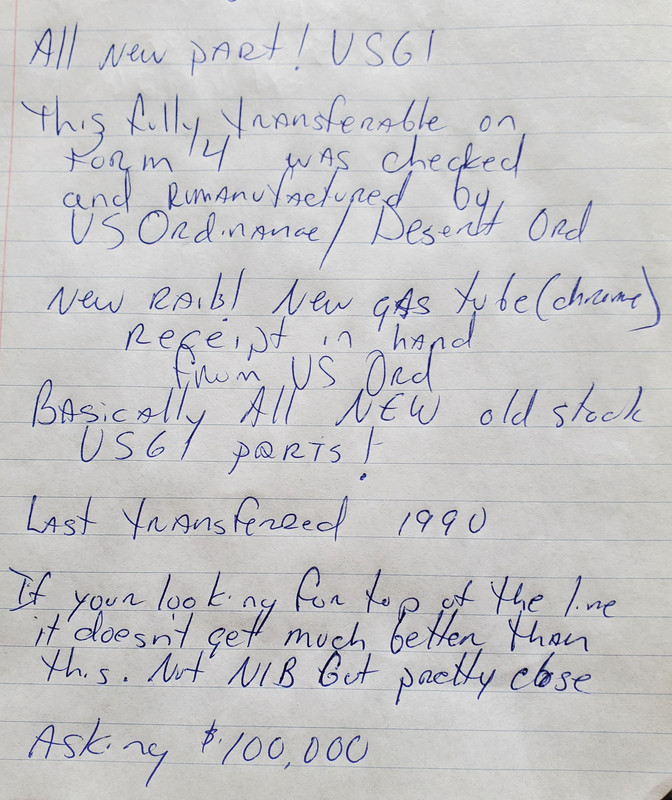 All New part! USGI
This fully transferable on
Form 4 was checked
and rumanufactured by
US Ordinance/Desert Ord
New Rails! New gas tube (chrome)
Receipt in hand
from US Ord
Basically All NEW old stock
USGI parts!
Last transferred 1990
If your looking for top of the line
it doesn't get much better than
this. Not NIB but pretty close
Asking $100,000